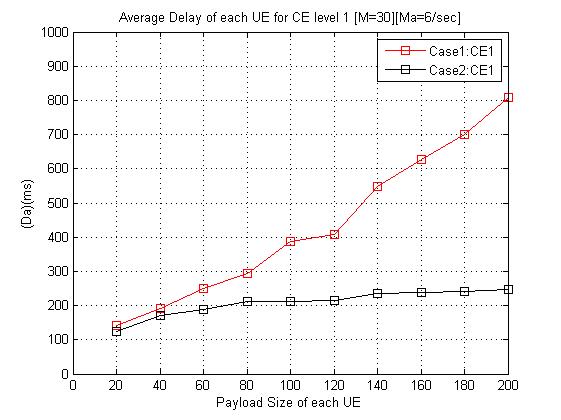 Average Delay of each UE for CE level 1 [M=30][Ma=6/sec]
1000
900
800
700
600
500
400
300
200
100
0
(Da)(ms)
Case1:CE1
Case2:CE1
0 20 40 60 80 100 120 140 160 180 200
Payload Size of each UE